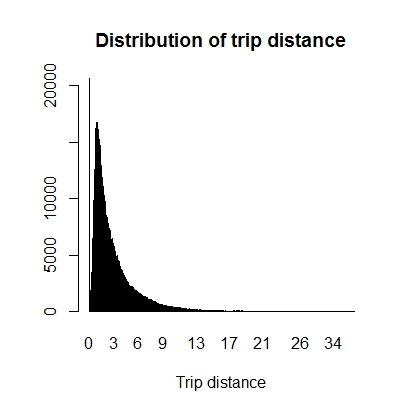 Distribution of trip distance
20000
10000
5000
0
0 3 6 9 13 17 21 26 34
Trip distance